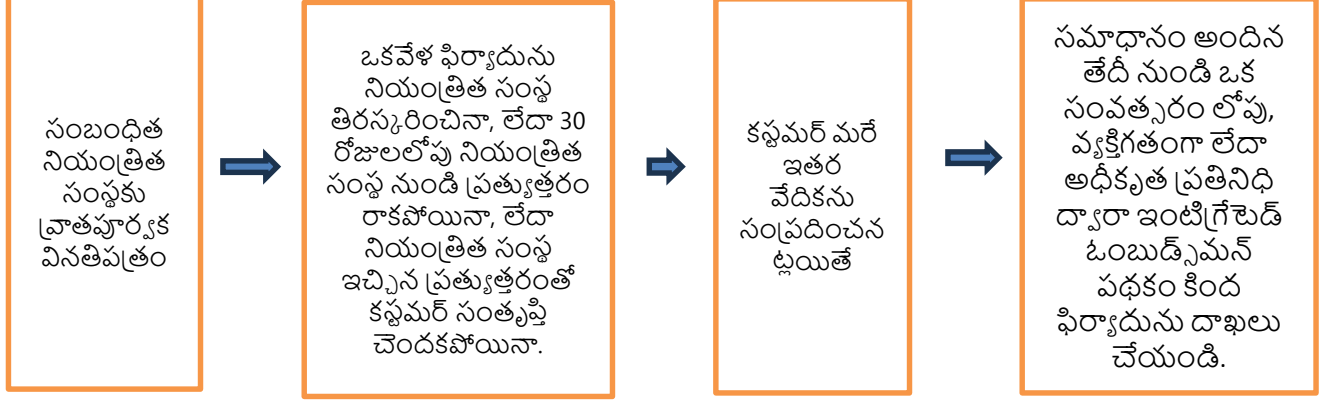 సంబంధిత
నియంత్రిత
సంస్థకు
వ్రాతపూర్వక
వినతిపత్రం
ఒకవేళ ఫిర్యాదును
నియంత్రిత సంస్థ
తిరస్కరించినా, లేదా 30
రోజులలోపు నియంత్రిత
సంస్థ నుండి ప్రత్యుత్తరం
రాకపోయినా, లేదా
నియంత్రిత సంస్థ
ఇచ్చిన ప్రత్యుత్తరంతో
కస్టమర్ సంతృప్తి
చెందకపోయినా.
కస్టమర్ మరే
ఇతర
వేదికను
సంప్రదించన
ట్లయితే
సమాధానం అందిన
తేదీ నుండి ఒక
సంవత్సరం లోపు,
వ్యక్తిగతంగా లేదా
అధీకృత ప్రతినిధి
ద్వారా ఇంటిగ్రేటెడ్
ఓంబుడ్స్‌మన్
పథకం కింద
ఫిర్యాదును దాఖలు
చేయండి.